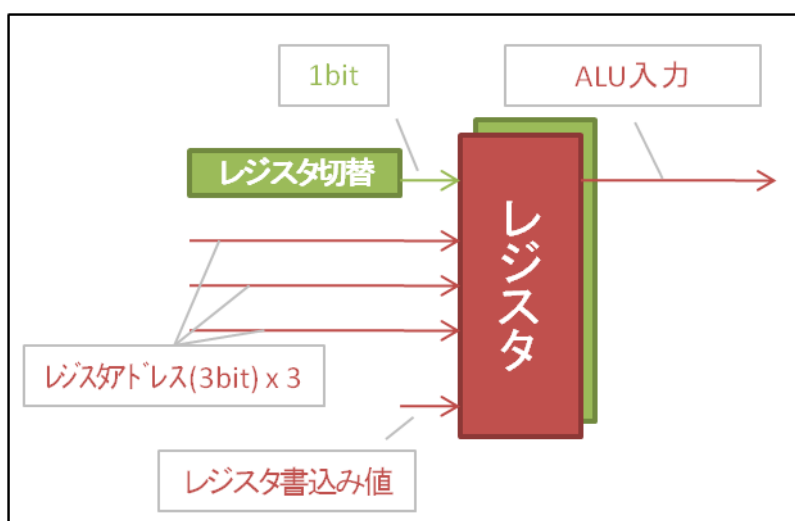 1bit
ALU入力
レジスタ切替
レジスタ
レジスタアドレス(3bit) x 3
レジスタ書込み値